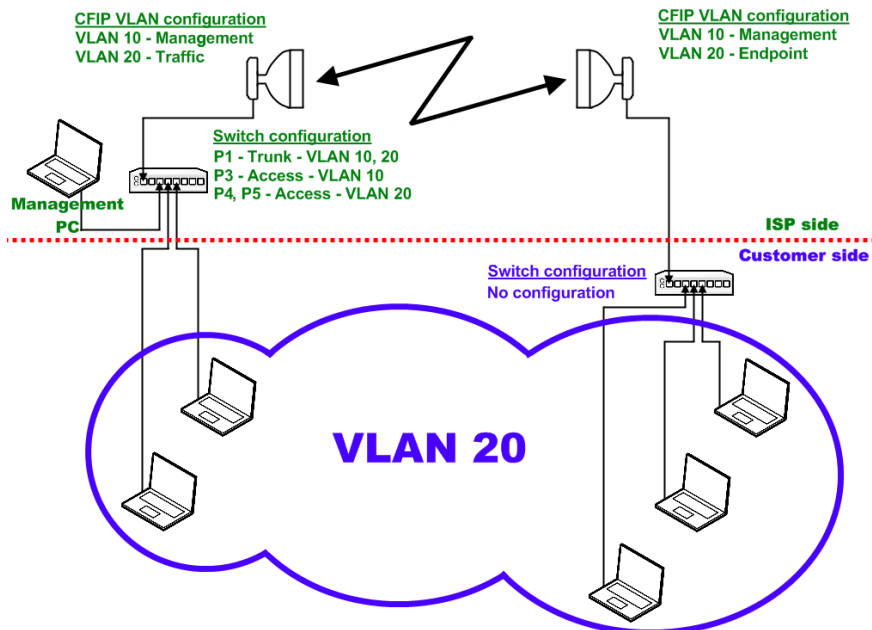 CFIP VLAN configuration
VLAN 10 - Management
VLAN 20 - Traffic
CFIP VLAN configuration
VLAN 10 - Management
VLAN 20 - Endpoint
Switch configuration
P1 - Trunk - VLAN 10, 20
P3 - Access - VLAN 10
P4, P5 - Access - VLAN 20
Management
PC
ISP side
Customer side
Switch configuration
No configuration
VLAN 20